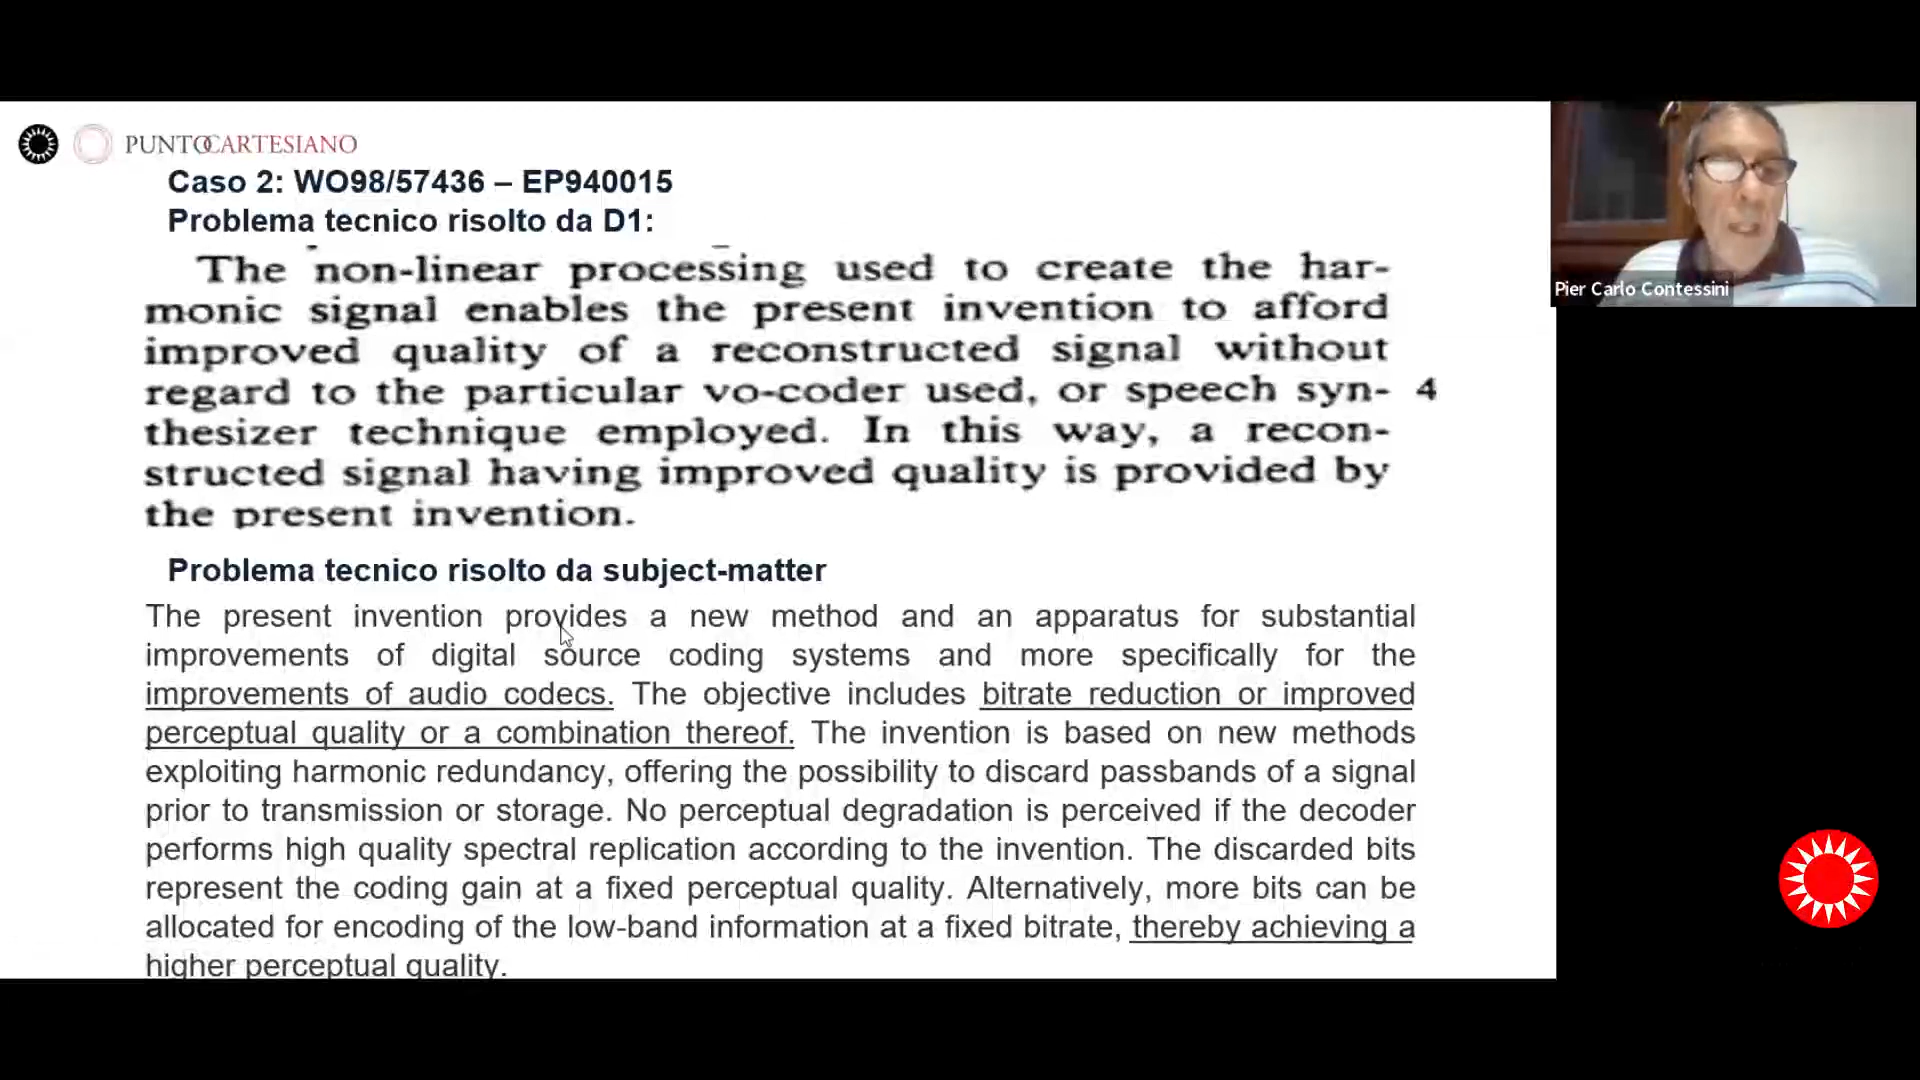 PUNTOCARTESIANO
Caso 2: WO98/57436 – EP940015
Problema tecnico risolto da D1:
The non-linear processing used to create the har-
monic signal enables the present invention to afford
improved quality of a reconstructed signal without
regard to the particular vo-coder used, or speech syn- 4
thesizer technique employed. In this way, a recon-
structed signal having improved quality is provided by
the present invention.
Problema tecnico risolto da subject-matter
The present invention provides a new method and an apparatus for substantial
improvements of digital source coding systems and more specifically for the
improvements of audio codecs. The objective includes bitrate reduction or improved
perceptual quality or a combination thereof. The invention is based on new methods
exploiting harmonic redundancy, offering the possibility to discard passbands of a signal
prior to transmission or storage. No perceptual degradation is perceived if the decoder
performs high quality spectral replication according to the invention. The discarded bits
represent the coding gain at a fixed perceptual quality. Alternatively, more bits can be
allocated for encoding of the low-band information at a fixed bitrate, thereby achieving a
higher perceptual quality.
Pier Carlo Contessini